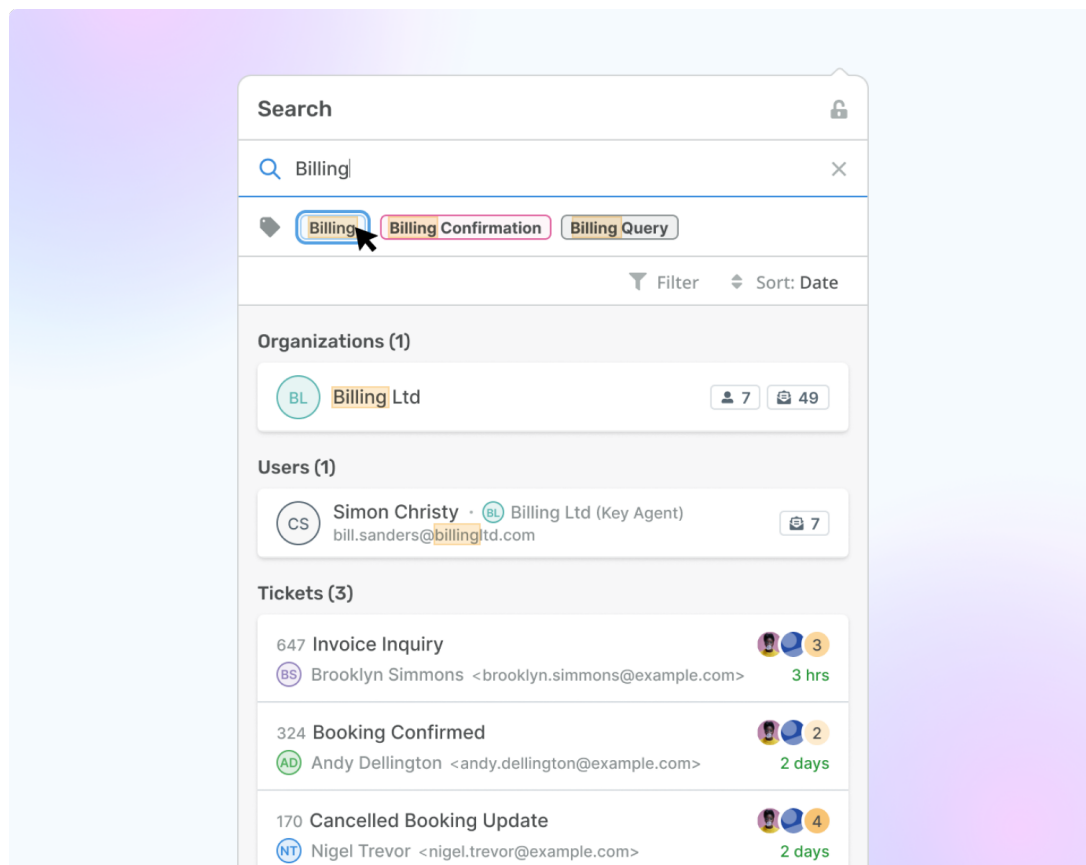 Search
Billing
Billing Billing Confirmation Billing Query
Filter Sort: Date
Organizations (1)
BL Billing Ltd 7 49
Users (1)
CS Simon Christy · BL Billing Ltd (Key Agent) 7
bill.sanders@billingltd.com
Tickets (3)
647 Invoice Inquiry 3
BS Brooklyn Simmons <brooklyn.simmons@example.com> 3 hrs
324 Booking Confirmed 2
AD Andy Dellington <andy.dellington@example.com> 2 days
170 Cancelled Booking Update 4
NT Nigel Trevor <nigel.trevor@example.com> 2 days